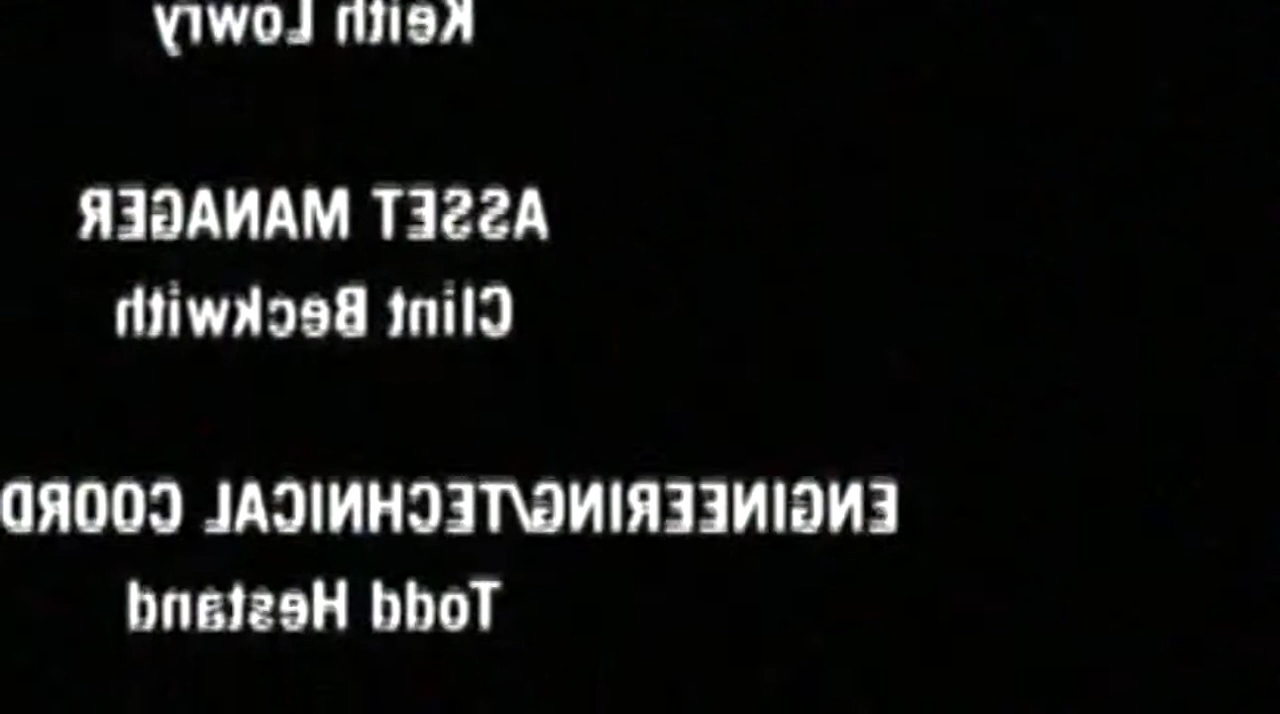 Keith Lowry
ASSET MANAGER
Clint Beckwith
ENGINEERING/TECHNICAL COORD
Todd Hestand